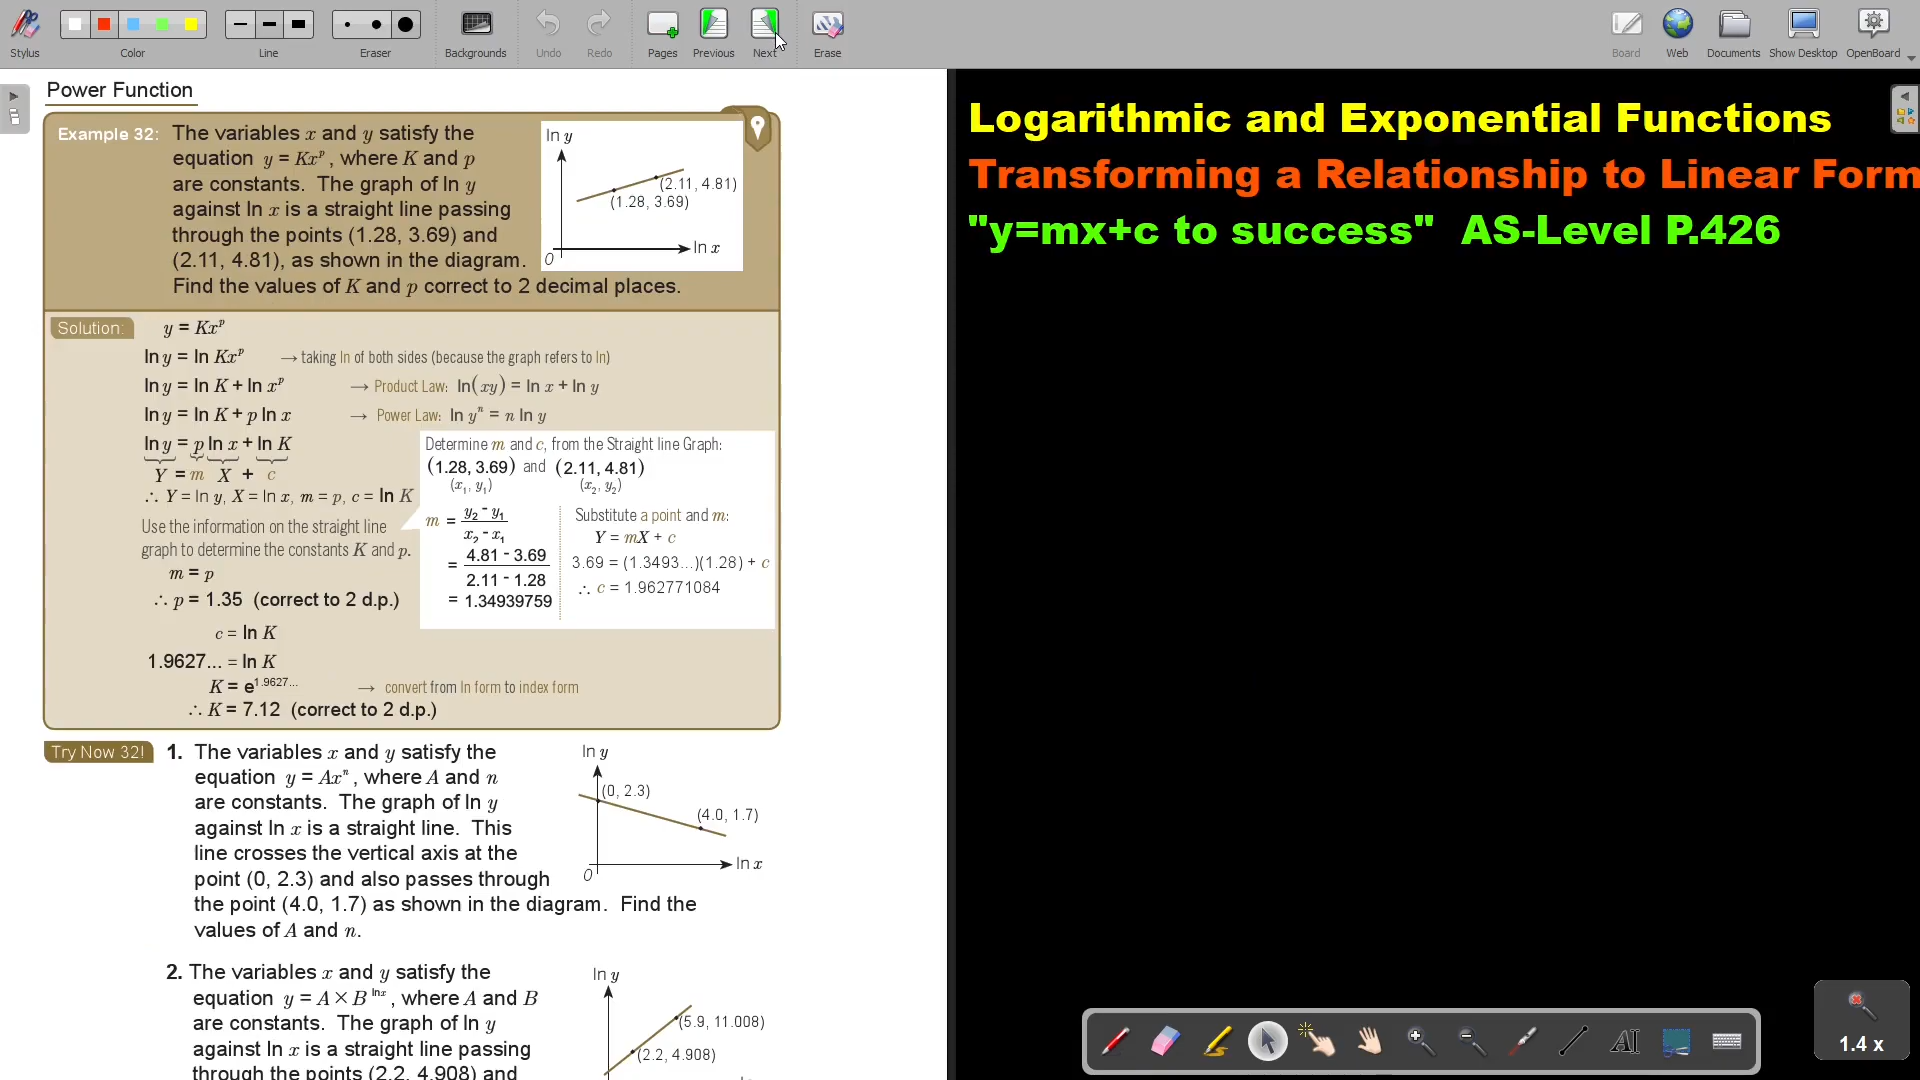 Stylus
Color
Line
Eraser
Backgrounds
Undo
Redo
Pages
Previous
Next
Erase
Board
Web
Documents
Show Desktop
OpenBoard
Power Function
Example 32: The variables x and y satisfy the
equation y = Kx^p, where K and p
are constants. The graph of ln y
against ln x is a straight line passing
through the points (1.28, 3.69) and
(2.11, 4.81), as shown in the diagram.
Find the values of K and p correct to 2 decimal places.
ln y
(2.11, 4.81)
(1.28, 3.69)
ln x
O
Solution: y = Kx^p
ln y = ln Kx^p → taking ln of both sides (because the graph refers to ln)
ln y = ln K + ln x^p → Product Law: ln(xy) = ln x + ln y
ln y = ln K + p ln x → Power Law: ln y^n = n ln y
ln y = p ln x + ln K
Y = m X + c
∴ Y = ln y, X = ln x, m = p, c = ln K
Use the information on the straight line
graph to determine the constants K and p.
m = p
∴ p = 1.35 (correct to 2 d.p.)
c = ln K
1.9627... = ln K
K = e^1.9627... → convert from ln form to index form
∴ K = 7.12 (correct to 2 d.p.)
Determine m and c, from the Straight line Graph:
(1.28, 3.69) and (2.11, 4.81)
(x₁, y₁) (x₂, y₂)
m = y₂ - y₁
x₂ - x₁
= 4.81 - 3.69
2.11 - 1.28
= 1.34939759
Substitute a point and m:
Y = mX + c
3.69 = (1.3493...)(1.28) + c
∴ c = 1.962771084
Try Now 32! 1. The variables x and y satisfy the
equation y = Ax^n, where A and n
are constants. The graph of ln y
against ln x is a straight line. This
line crosses the vertical axis at the
point (0, 2.3) and also passes through
the point (4.0, 1.7) as shown in the diagram. Find the
values of A and n.
ln y
(0, 2.3)
(4.0, 1.7)
ln x
O
2. The variables x and y satisfy the
equation y = A × B^ln x, where A and B
are constants. The graph of ln y
against ln x is a straight line passing
through the points (2.2, 4.908) and
ln y
(5.9, 11.008)
(2.2, 4.908)
Logarithmic and Exponential Functions
Transforming a Relationship to Linear Form
"y=mx+c to success" AS-Level P.426
AI
1.4 x